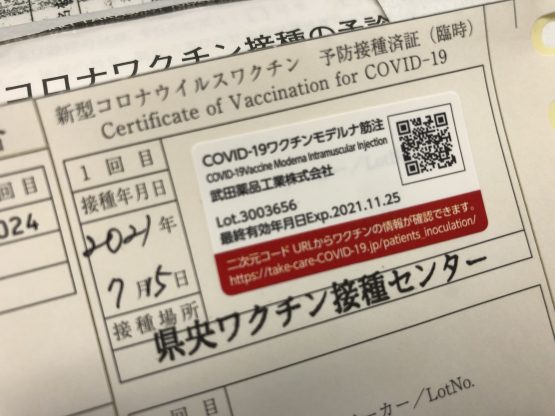 コロナワクチン接種の予診
新型コロナウイルスワクチン 予防接種済証（臨時）
Certificate of Vaccination for COVID-19
1 回 目
接種年月日
2021年
7月5日
接種場所
COVID-19ワクチンモデルナ筋注
COVID-19Vaccine Moderna Intramuscular Injection
武田薬品工業株式会社
Lot.3003656
最終有効年月日Exp.2021.11.25
二次元コード URLからワクチンの情報が確認できます。
https://take-care-COVID-19.jp/patients_inoculation/
県央ワクチン接種センター
回 目
024
回 目
カー/LotNo.